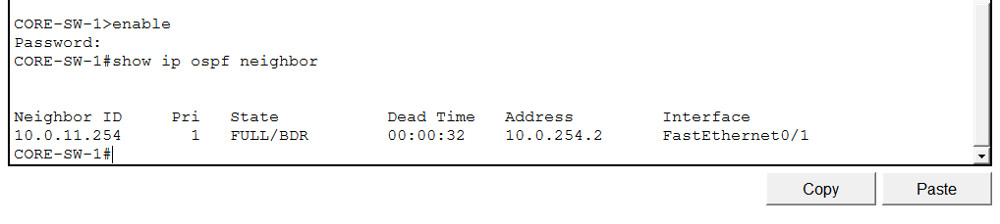 CORE-SW-1>enable
Password:
CORE-SW-1#show ip ospf neighbor
Neighbor ID     Pri   State           Dead Time   Address         Interface
10.0.11.254       1   FULL/BDR        00:00:32    10.0.254.2      FastEthernet0/1
CORE-SW-1#
Copy
Paste